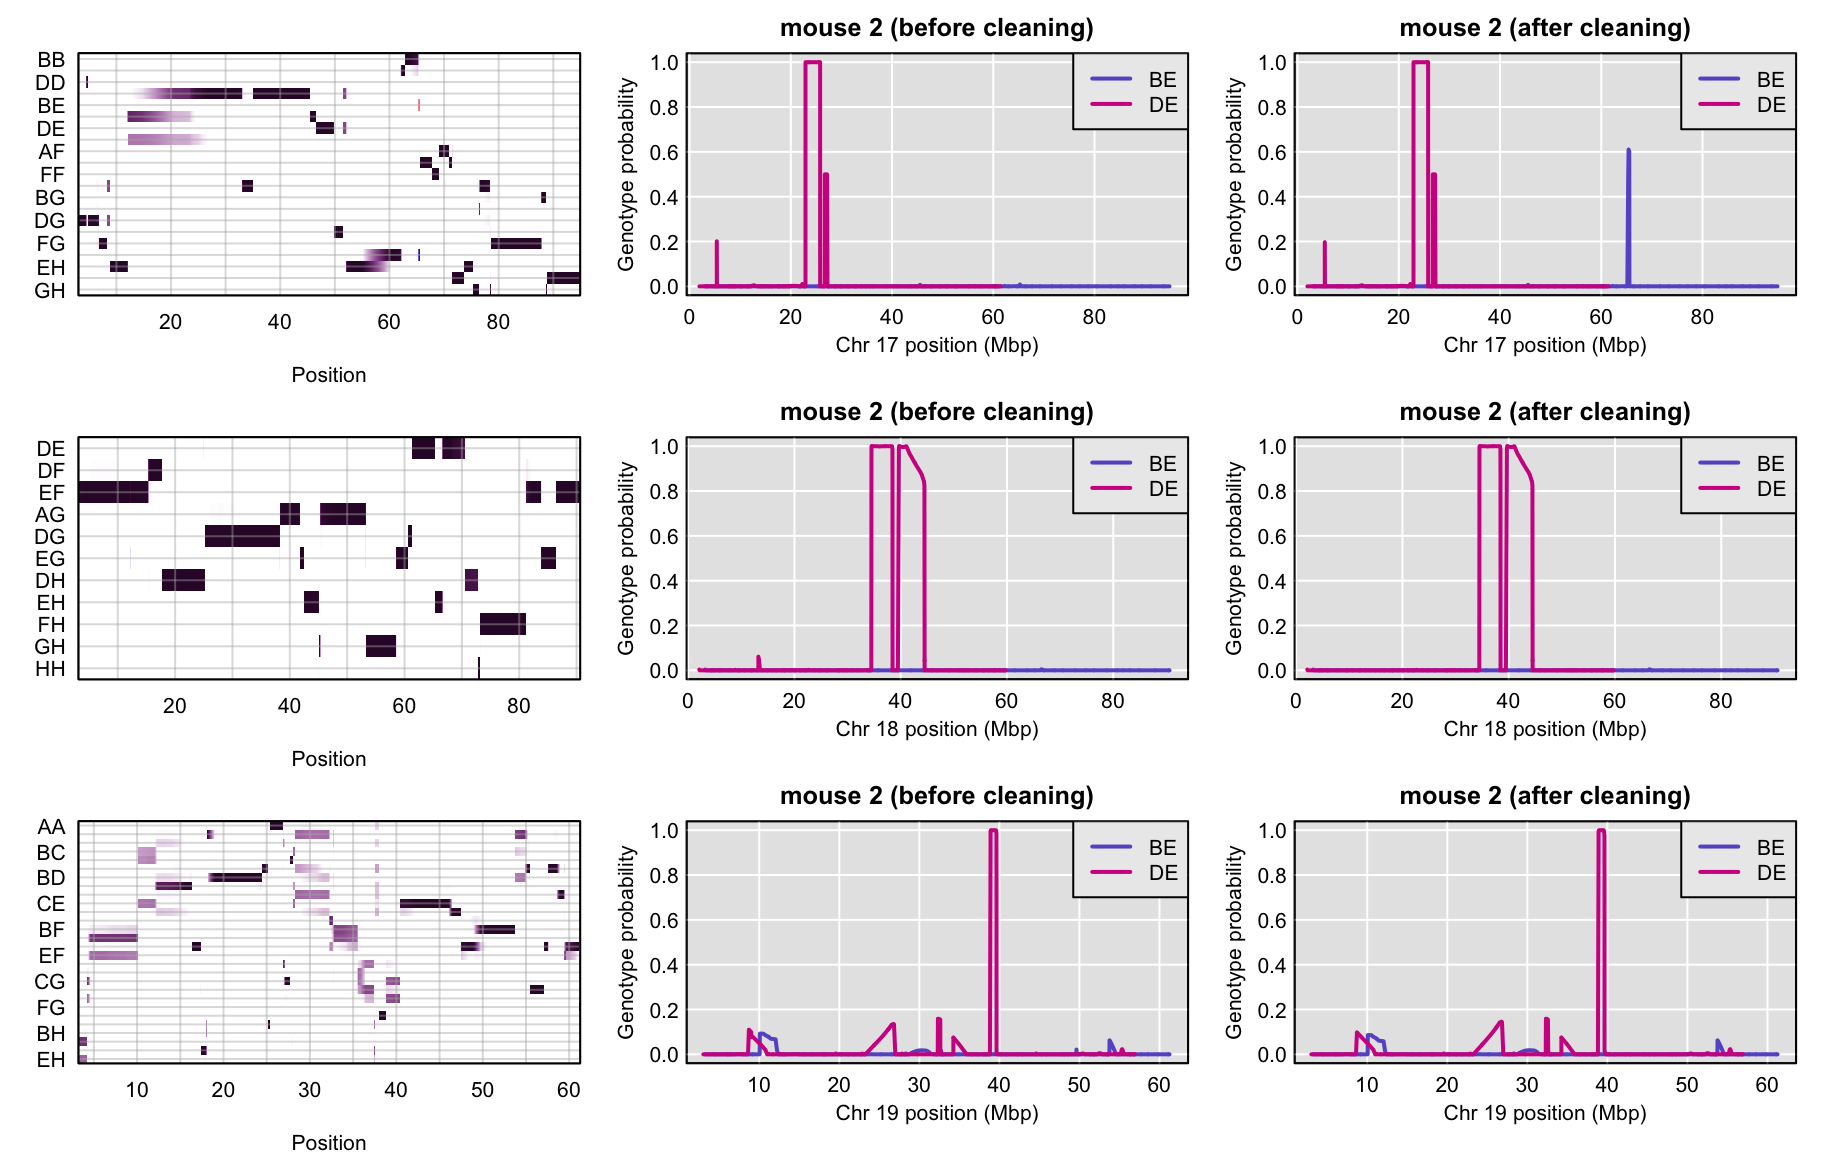 mouse 2 (before cleaning)
mouse 2 (after cleaning)
BB
DD
BE
DE
AF
FF
BG
DG
FG
EH
GH
20 40 60 80
Position
Genotype probability
1.0
0.8
0.6
0.4
0.2
0.0
BE
DE
0 20 40 60 80
Chr 17 position (Mbp)
Genotype probability
1.0
0.8
0.6
0.4
0.2
0.0
BE
DE
0 20 40 60 80
Chr 17 position (Mbp)
mouse 2 (before cleaning)
mouse 2 (after cleaning)
DE
DF
EF
AG
DG
EG
DH
EH
FH
GH
HH
20 40 60 80
Position
Genotype probability
1.0
0.8
0.6
0.4
0.2
0.0
BE
DE
0 20 40 60 80
Chr 18 position (Mbp)
Genotype probability
1.0
0.8
0.6
0.4
0.2
0.0
BE
DE
0 20 40 60 80
Chr 18 position (Mbp)
mouse 2 (before cleaning)
mouse 2 (after cleaning)
AA
BC
BD
CE
BF
EF
CG
FG
BH
EH
10 20 30 40 50 60
Position
Genotype probability
1.0
0.8
0.6
0.4
0.2
0.0
BE
DE
10 20 30 40 50 60
Chr 19 position (Mbp)
Genotype probability
1.0
0.8
0.6
0.4
0.2
0.0
BE
DE
10 20 30 40 50 60
Chr 19 position (Mbp)